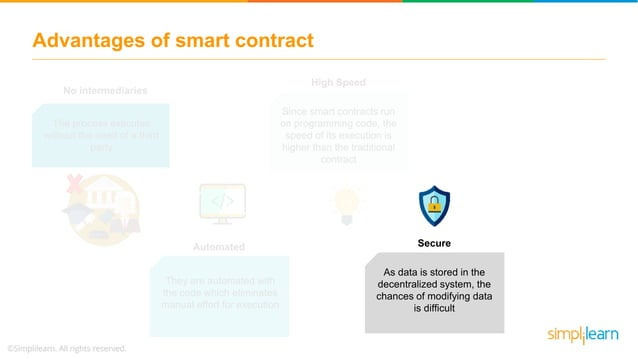 Advantages of smart contract
No intermediaries
The process executes
without the need of a third
party
High Speed
Since smart contracts run
on programming code, the
speed of its execution is
higher than the traditional
contract
</>
Automated
They are automated with
the code which eliminates
manual effort for execution
Secure
As data is stored in the
decentralized system, the
chances of modifying data
is difficult
©Simplilearn. All rights reserved.
simplilearn